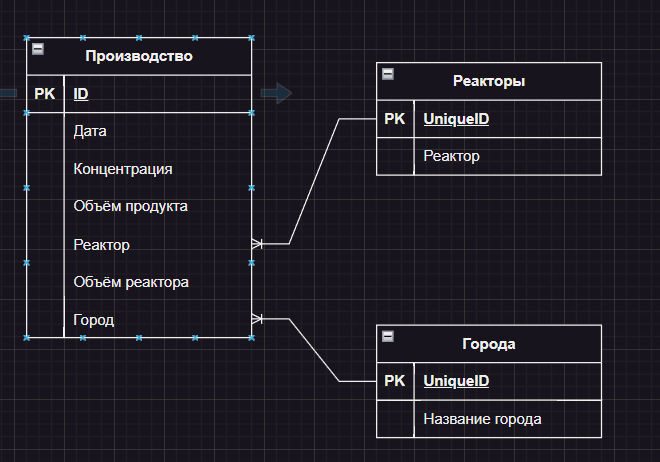 Производство
PK ID
Дата
Концентрация
Объём продукта
Реактор
Объём реактора
Город
Реакторы
PK UniqueID
Реактор
Города
PK UniqueID
Название города